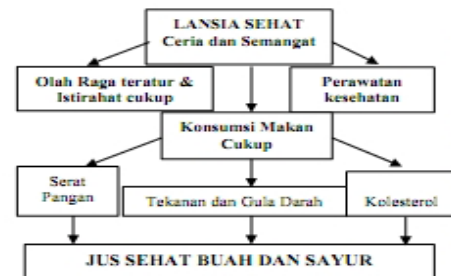 LANSIA SEHAT
Ceria dan Semangat
Olah Raga teratur &
Istirahat cukup
Perawatan
kesehatan
Konsumsi Makan
Cukup
Serat
Pangan
Tekanan dan Gula Darah
Kolesterol
JUS SEHAT BUAH DAN SAYUR